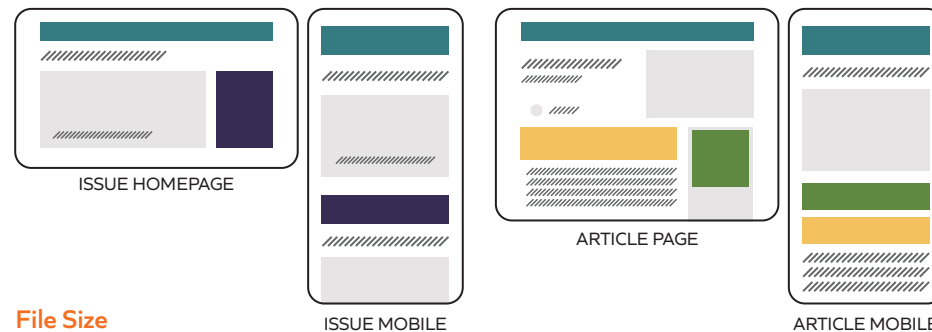 ISSUE HOMEPAGE
ISSUE MOBILE
ARTICLE PAGE
ARTICLE MOBILE
File Size